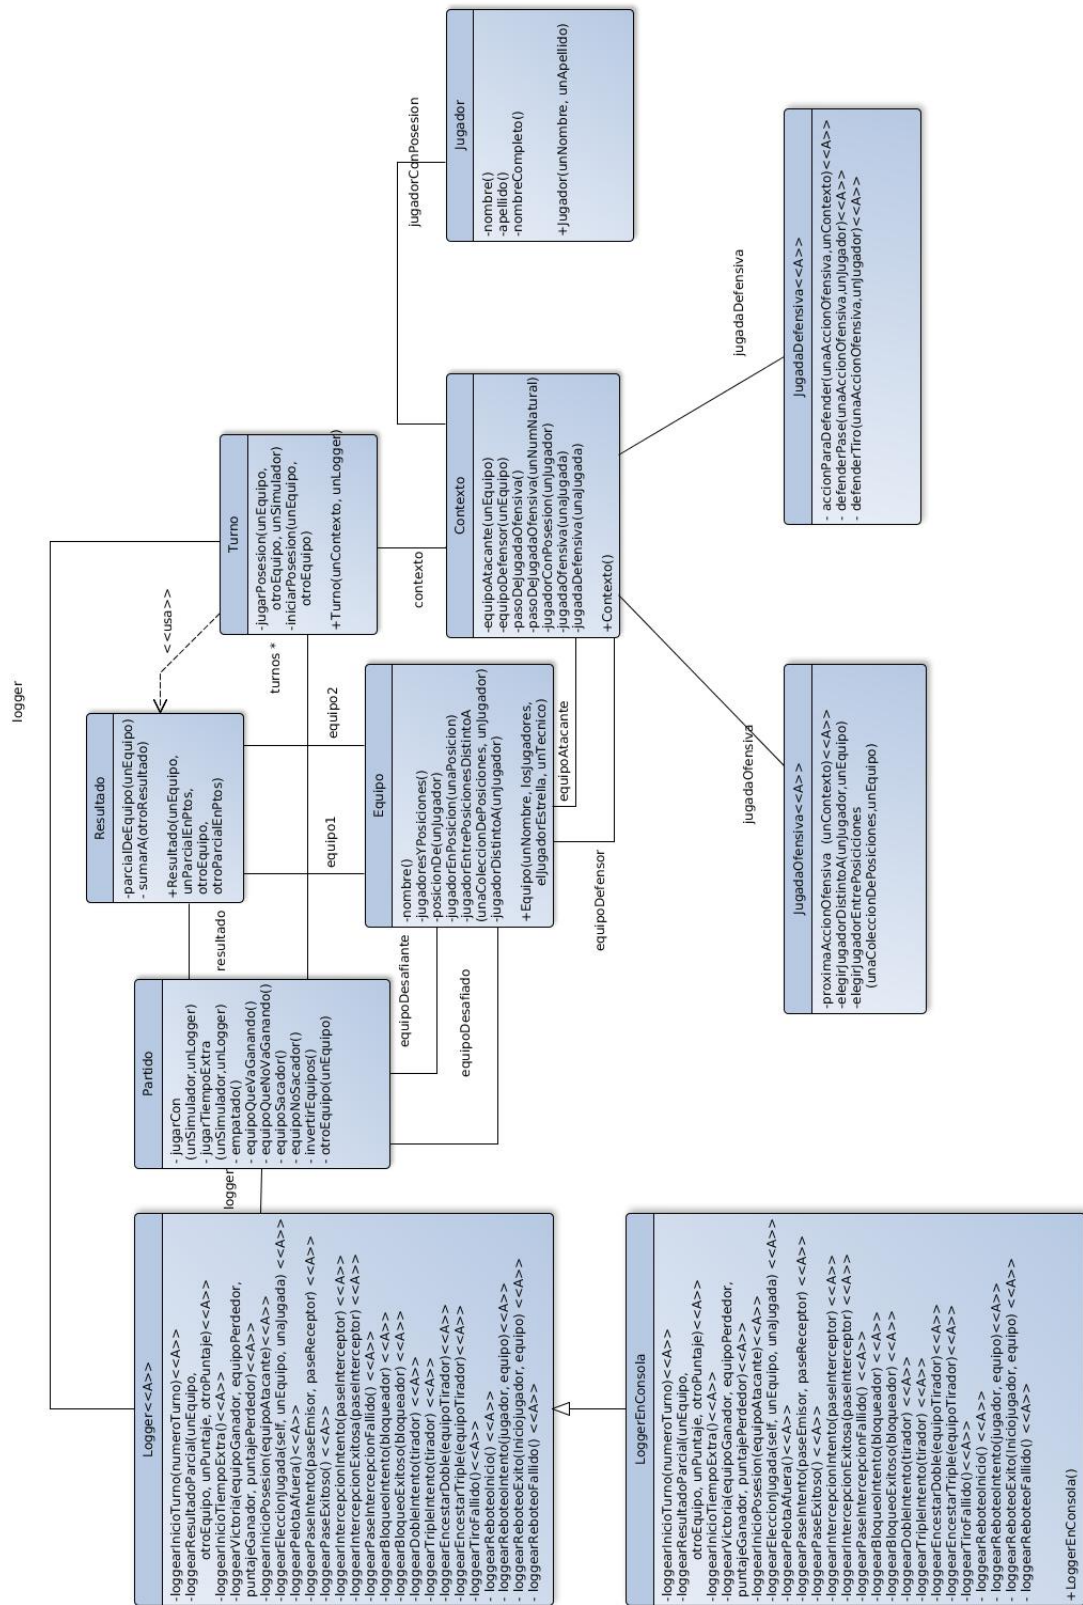 logger
Logger<<A>>
-loggearInicioTurno(numeroTurno)<<A>>
-loggearResultadoParcial(unEquipo,
otroEquipo, unPuntaje, otroPuntaje)<<A>>
-loggearInicioTiempoExtra()<<A>>
-loggearVictoria(equipoGanador, equipoPerdedor,
puntajeGanador, puntajePerdedor)<<A>>
-loggearInicioPosesion(equipoAtacante)<<A>>
-loggearEleccionJugada(self, unEquipo, unaJugada) <<A>>
-loggearPelotaAfuera() <<A>>
-loggearPaseIntento(paseEmisor, paseReceptor) <<A>>
-loggearPaseExitoso() <<A>>
-loggearIntercepcionIntento(paseInterceptor) <<A>>
-loggearIntercepcionExitosa(paseInterceptor) <<A>>
-loggearPaseIntercepcionFallido() <<A>>
-loggearBloqueoIntento(bloqueador) <<A>>
-loggearBloqueoExitos(bloqueador) <<A>>
-loggearDobleIntento(tirador) <<A>>
-loggearTripleIntento(tirador) <<A>>
-loggearEncestarDoble(equipoTirador)<<A>>
-loggearEncestarTriple(equipoTirador)<<A>>
-loggearTiroFallido()<<A>>
- loggearReboteoInicio() <<A>>
- loggearReboteoIntento(jugador, equipo)<<A>>
- loggearReboteoExito(Iniciojugador, equipo) <<A>>
- loggearReboteoFallido() <<A>>
LoggerEnConsola
-loggearInicioTurno(numeroTurno)<<A>>
-loggearResultadoParcial(unEquipo,
otroEquipo, unPuntaje, otroPuntaje)<<A>>
-loggearInicioTiempoExtra()<<A>>
-loggearVictoria(equipoGanador, equipoPerdedor,
puntajeGanador, puntajePerdedor)<<A>>
-loggearInicioPosesion(equipoAtacante)<<A>>
-loggearEleccionJugada(self, unEquipo, unaJugada) <<A>>
-loggearPelotaAfuera() <<A>>
-loggearPaseIntento(paseEmisor, paseReceptor) <<A>>
-loggearPaseExitoso() <<A>>
-loggearIntercepcionIntento(paseInterceptor) <<A>>
-loggearIntercepcionExitosa(paseInterceptor) <<A>>
-loggearPaseIntercepcionFallido() <<A>>
-loggearBloqueoIntento(bloqueador) <<A>>
-loggearBloqueoExitos(bloqueador) <<A>>
-loggearDobleIntento(tirador) <<A>>
-loggearTripleIntento(tirador) <<A>>
-loggearEncestarDoble(equipoTirador)<<A>>
-loggearEncestarTriple(equipoTirador)<<A>>
-loggearTiroFallido()<<A>>
- loggearReboteoInicio() <<A>>
- loggearReboteoIntento(jugador, equipo)<<A>>
- loggearReboteoExito(Iniciojugador, equipo) <<A>>
- loggearReboteoFallido() <<A>>
+LoggerEnConsola()
logger
Partido
- jugarCon
(unSimulador,unLogger)
- jugarTiempoExtra
(unSimulador,unLogger)
- empatado()
- equipoQueVaGanando()
- equipoQueNoVaGanando()
- equipoSacador()
- equipoNoSacador()
- invertirEquipos()
- otroEquipo(unEquipo)
resultado
equipoDesafiante
equipoDesafiado
Resultado
-parcialDeEquipo(unEquipo)
- sumarA(otroResultado)
+Resultado(unEquipo,
unParcialEnPtos,
otroEquipo,
otroParcialEnPtos)
equipo1
equipo2
<<usa>>
turnos *
Equipo
-nombre()
-jugadoresYPosiciones()
-posicionDe(unJugador)
-jugadorEnPosicion(unaPosicion)
-jugadorEntrePosicionesDistintoA
(unaColeccionDePosiciones, unJugador)
-jugadorDistintoA(unJugador)
+Equipo(unNombre, losJugadores,
elJugadorEstrella, unTecnico)
equipoAtacante
equipoDefensor
Turno
-jugarPosesion(unEquipo,
otroEquipo, unSimulador)
-iniciarPosesion(unEquipo,
otroEquipo)
+Turno(unContexto, unLogger)
contexto
Contexto
-equipoAtacante(unEquipo)
-equipoDefensor(unEquipo)
-pasoDeJugadaOfensiva()
-pasoDeJugadaOfensiva(unNumNatural)
-jugadorConPosesion(unJugador)
-jugadaOfensiva(unaJugada)
-jugadaDefensiva(unaJugada)
+Contexto()
jugadorConPosesion
Jugador
-nombre()
-apellido()
-nombreCompleto()
+Jugador(unNombre, unApellido)
jugadaOfensiva
JugadaOfensiva<<A>>
-proximaAccionOfensiva (unContexto)<<A>>
-elegirJugadorDistintoA(unJugador,unEquipo)
-elegirJugadorEntrePosiciones
(unaColeccionDePosiciones,unEquipo)
jugadaDefensiva
JugadaDefensiva<<A>>
- accionParaDefender(unaAccionOfensiva,unContexto)<<A>>
- defenderPase(unaAccionOfensiva,unJugador)<<A>>
- defenderTiro(unaAccionOfensiva,unJugador)<<A>>